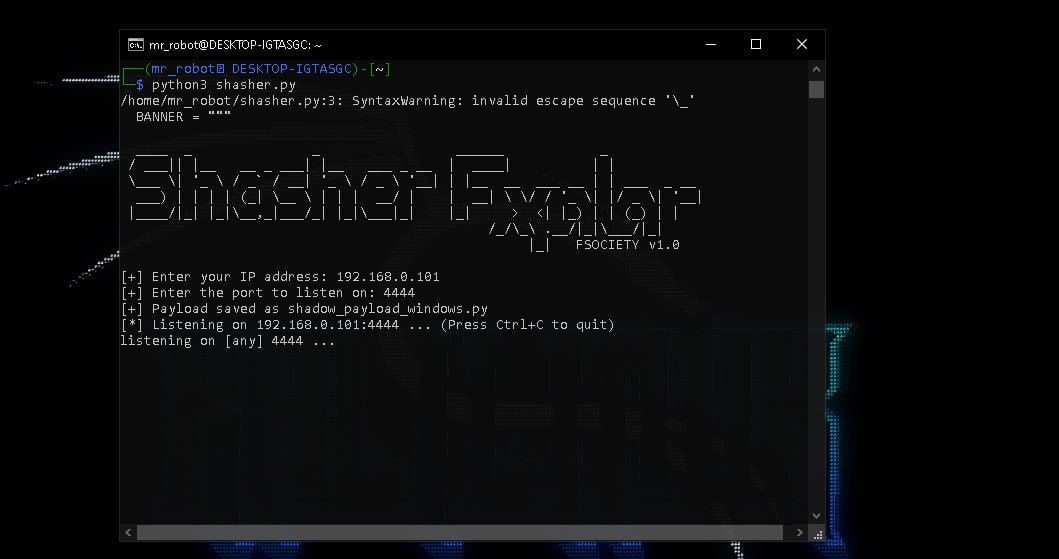 mr_robot@DESKTOP-IGTASGC: ~
(mr_robot㉿ DESKTOP-IGTASGC)-[~]
$ python3 shasher.py
/home/mr_robot/shasher.py:3: SyntaxWarning: invalid escape sequence '\_'
BANNER = """
Shasher Fxplor
FSOCIETY v1.0
[+] Enter your IP address: 192.168.0.101
[+] Enter the port to listen on: 4444
[+] Payload saved as shadow_payload_windows.py
[*] Listening on 192.168.0.101:4444 ... (Press Ctrl+C to quit)
listening on [any] 4444 ...